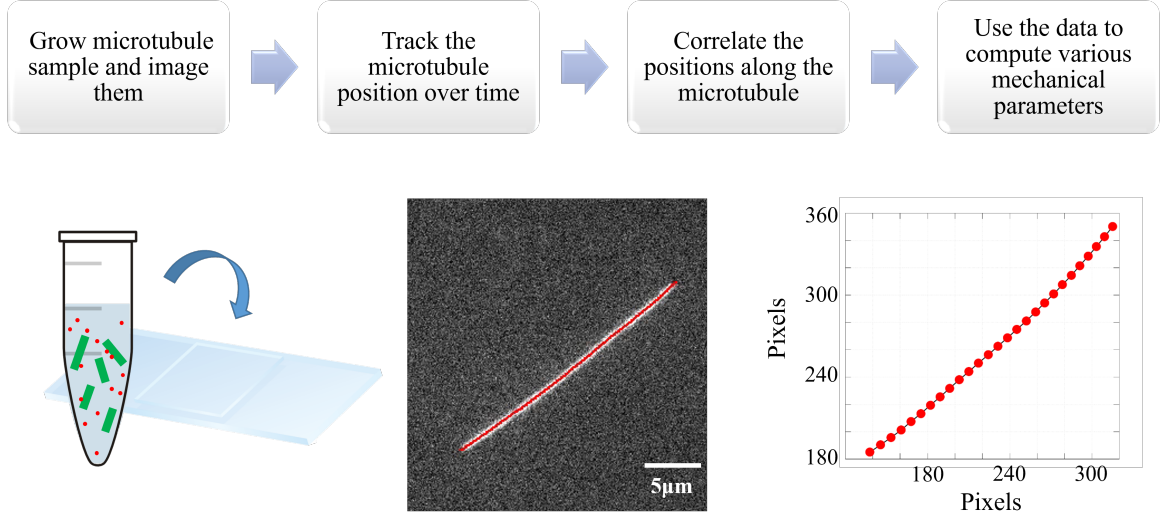 Grow microtubule
sample and image
them
Track the
microtubule
position over time
Correlate the
positions along the
microtubule
Use the data to
compute various
mechanical
parameters
5μm
360
300
240
180
Pixels
180
240
300
Pixels